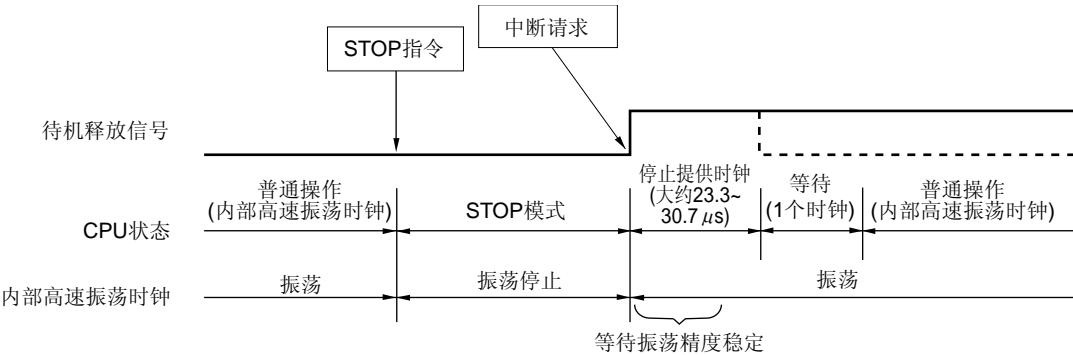 中断请求
STOP指令
待机释放信号
停止提供时钟
(大约23.3~
30.7 μs)
等待
(1个时钟)
普通操作
(内部高速振荡时钟)
STOP模式
普通操作
(内部高速振荡时钟)
CPU状态
振荡
振荡停止
振荡
内部高速振荡时钟
等待振荡精度稳定